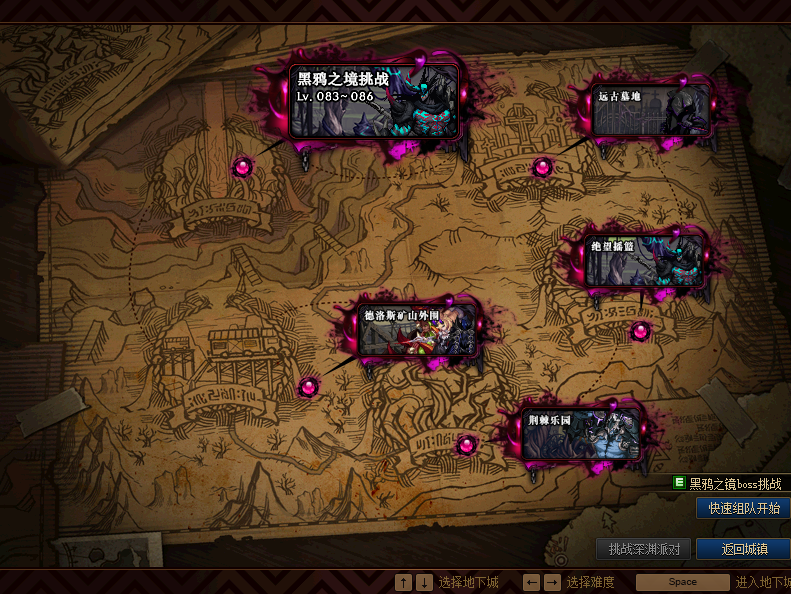 黑鸦之境挑战
Lv. 083~086
远古墓地
绝望摇篮
德洛斯矿山外围
荆棘乐园
E 黑鸦之镜boss挑战
快速组队开始
挑战深渊派对
返回城镇
↑ ↓ 选择地下城 ← → 选择难度 Space 进入地下城